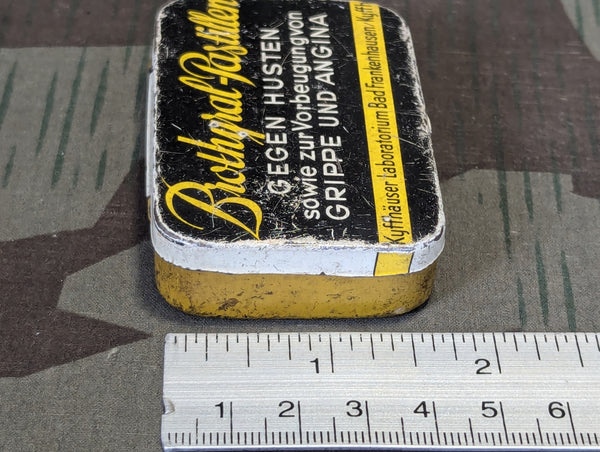 Brothyral-Pastillen
GEGEN HUSTEN
sowie zur Vorbeugung von
GRIPPE UND ANGINA
Kyffhäuser Laboratorium Bad Frankenhausen, Kyffh
1 2
1 2 3 4 5 6